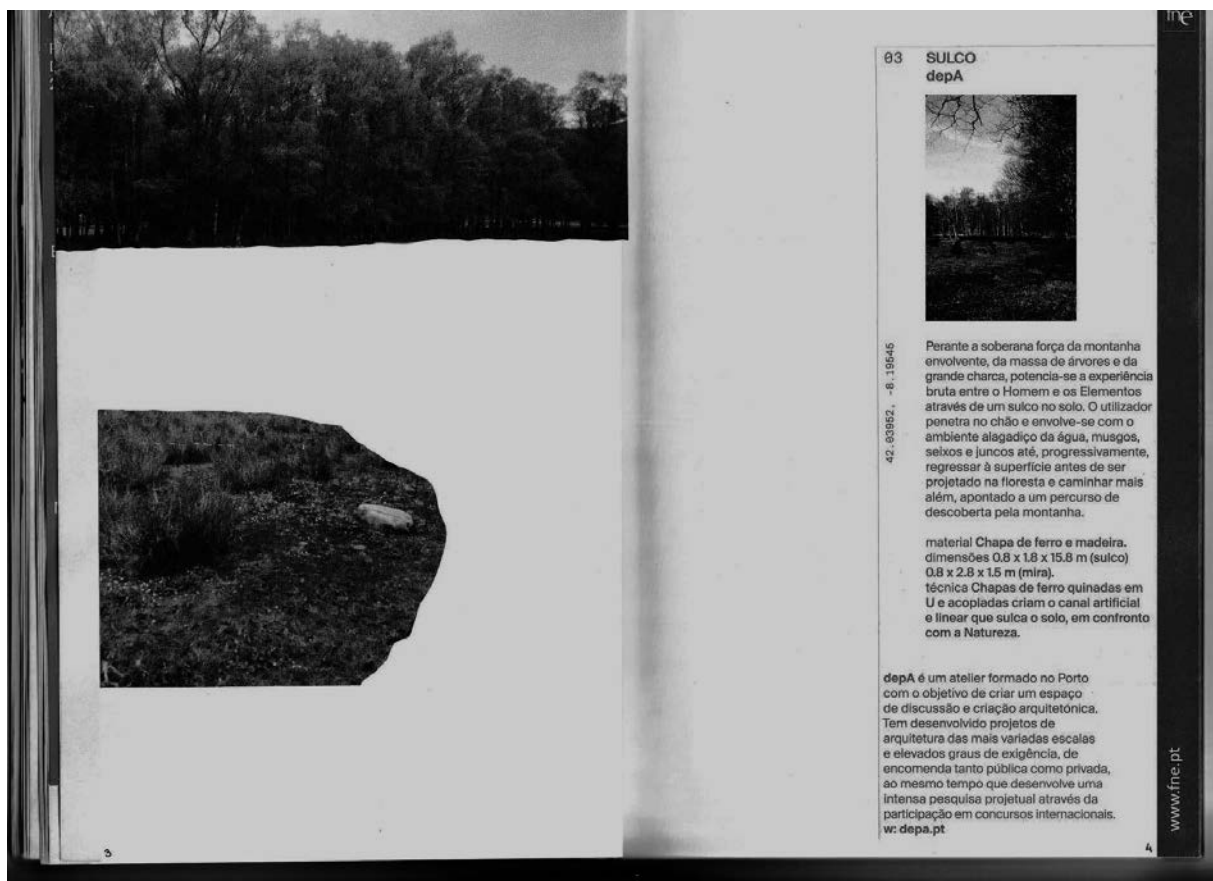 fne
03 SULCO
depA
42.03952, -8.19545
Perante a soberana força da montanha
envolvente, da massa de árvores e da
grande charca, potencia-se a experiência
bruta entre o Homem e os Elementos
através de um sulco no solo. O utilizador
penetra no chão e envolve-se com o
ambiente alagadiço da água, musgos,
seixos e juncos até, progressivamente,
regressar à superfície antes de ser
projetado na floresta e caminhar mais
além, apontado a um percurso de
descoberta pela montanha.
material Chapa de ferro e madeira.
dimensões 0.8 x 1.8 x 15.8 m (sulco)
0.8 x 2.8 x 1.5 m (mira).
técnica Chapas de ferro quinadas em
U e acopladas criam o canal artificial
e linear que sulca o solo, em confronto
com a Natureza.
depA é um atelier formado no Porto
com o objetivo de criar um espaço
de discussão e criação arquitetónica.
Tem desenvolvido projetos de
arquitetura das mais variadas escalas
e elevados graus de exigência, de
encomenda tanto pública como privada,
ao mesmo tempo que desenvolve uma
intensa pesquisa projetual através da
participação em concursos internacionais.
w: depa.pt
www.fne.pt
3
4